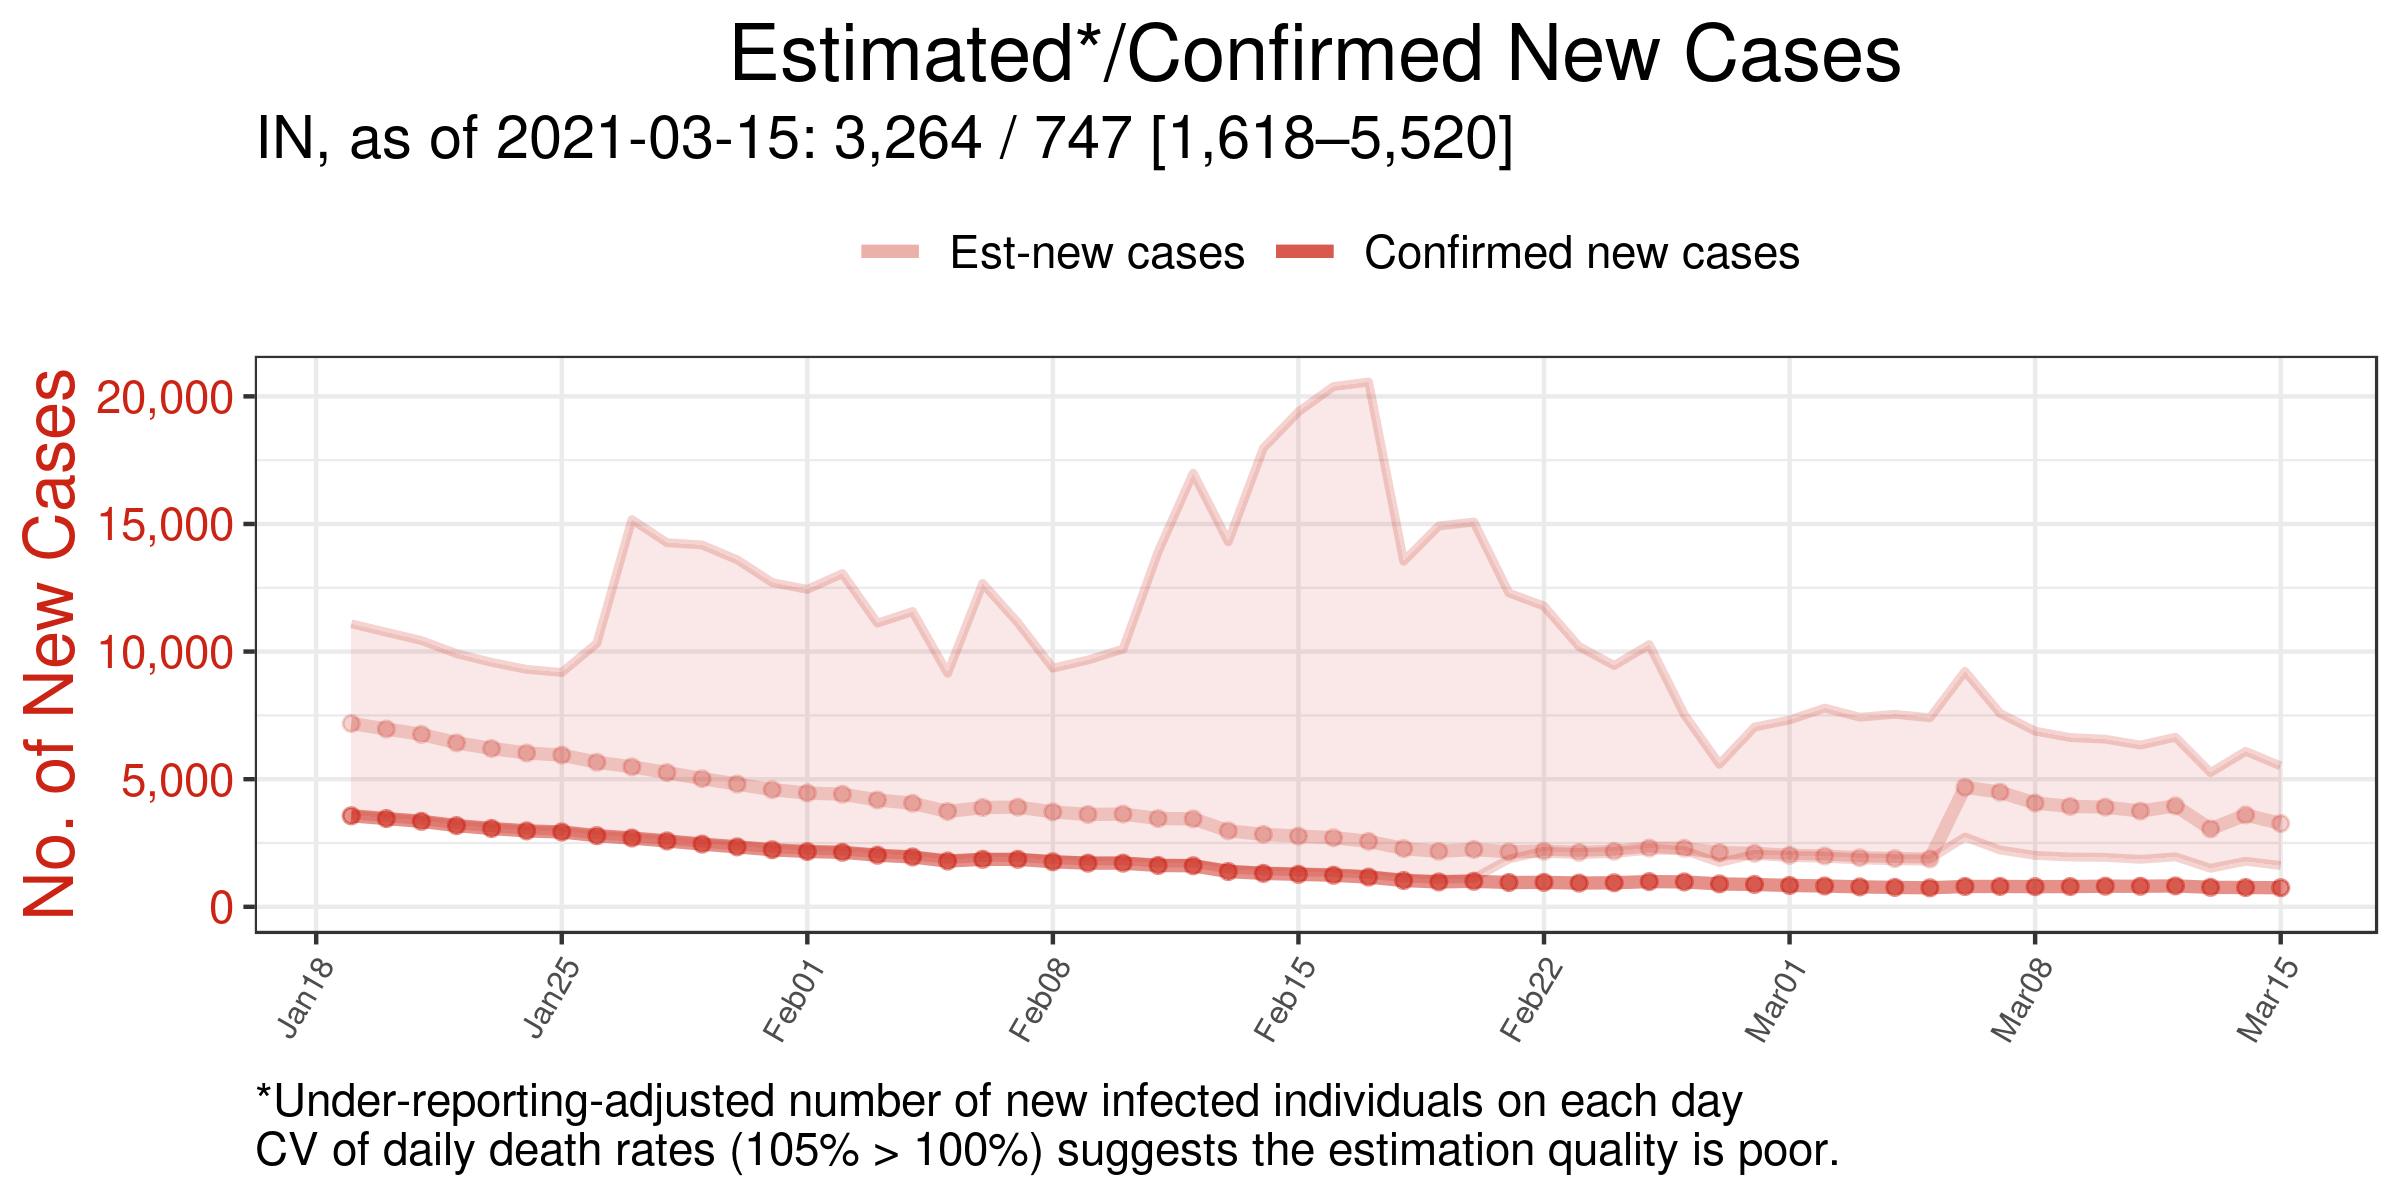 Estimated*/Confirmed New Cases
IN, as of 2021-03-15: 3,264 / 747 [1,618–5,520]
Est-new cases
Confirmed new cases
No. of New Cases
20,000
15,000
10,000
5,000
0
Jan18
Jan25
Feb01
Feb08
Feb15
Feb22
Mar01
Mar08
Mar15
*Under-reporting-adjusted number of new infected individuals on each day
CV of daily death rates (105% > 100%) suggests the estimation quality is poor.